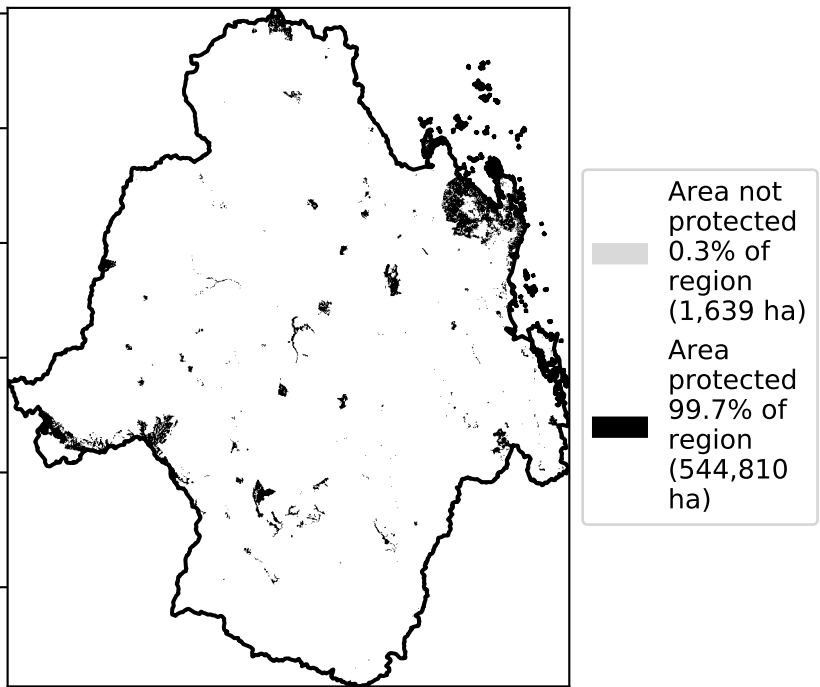 Area not
protected
0.3% of
region
(1,639 ha)
Area
protected
99.7% of
region
(544,810
ha)